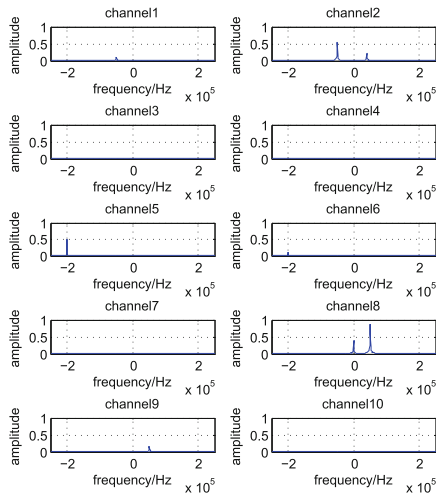 channel1
channel2
amplitude
1
0.5
0
−2
0
2
frequency/Hz
x 10^5
amplitude
1
0.5
0
−2
0
2
frequency/Hz
x 10^5
channel3
channel4
amplitude
1
0.5
0
−2
0
2
frequency/Hz
x 10^5
amplitude
1
0.5
0
−2
0
2
frequency/Hz
x 10^5
channel5
channel6
amplitude
1
0.5
0
−2
0
2
frequency/Hz
x 10^5
amplitude
1
0.5
0
−2
0
2
frequency/Hz
x 10^5
channel7
channel8
amplitude
1
0.5
0
−2
0
2
frequency/Hz
x 10^5
amplitude
1
0.5
0
−2
0
2
frequency/Hz
x 10^5
channel9
channel10
amplitude
1
0.5
0
−2
0
2
frequency/Hz
x 10^5
amplitude
1
0.5
0
−2
0
2
frequency/Hz
x 10^5